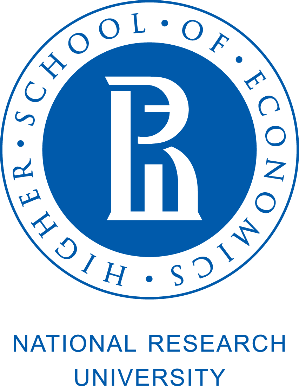 HIGHER · SCHOOL · OF · ECONOMICS ·
NATIONAL RESEARCH
UNIVERSITY